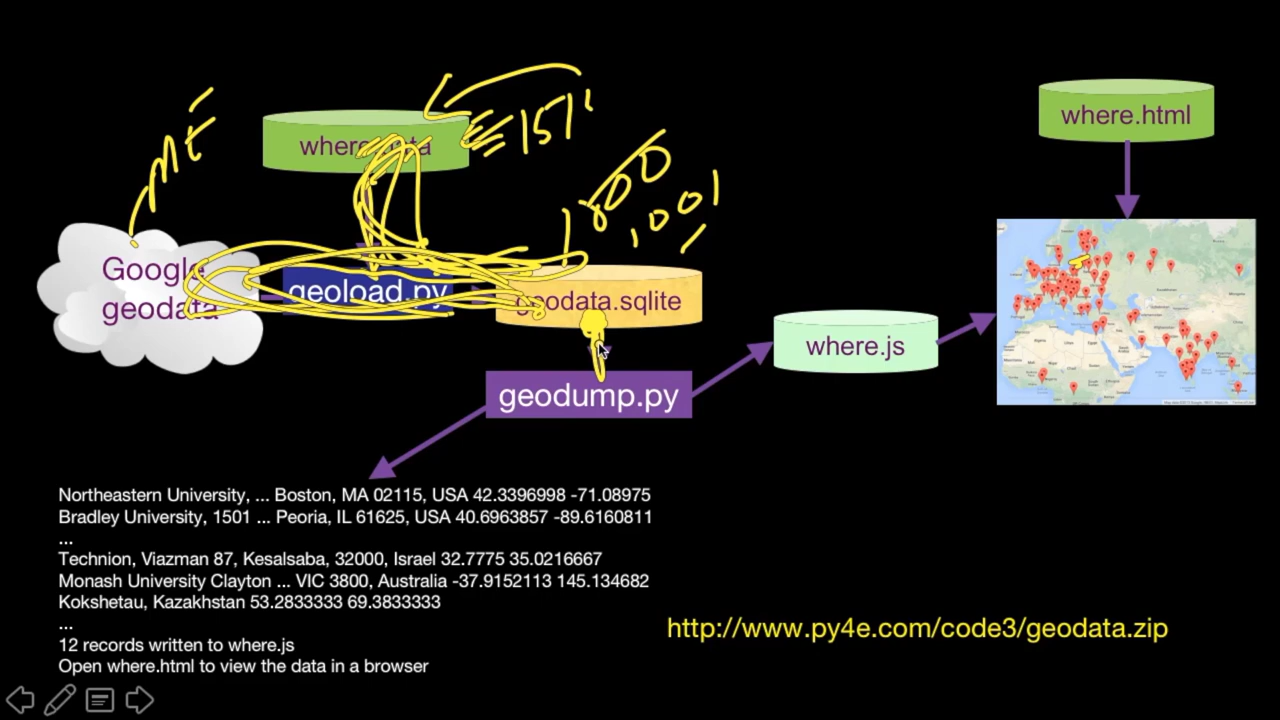 where.html
where.data
ME
1000
1001
Google
geodata
geoload.py
geodata.sqlite
where.js
geodump.py
Northeastern University, ... Boston, MA 02115, USA 42.3396998 -71.08975
Bradley University, 1501 ... Peoria, IL 61625, USA 40.6963857 -89.6160811
...
Technion, Viazman 87, Kesalsaba, 32000, Israel 32.7775 35.0216667
Monash University Clayton ... VIC 3800, Australia -37.9152113 145.134682
Kokshetau, Kazakhstan 53.2833333 69.3833333
...
12 records written to where.js
Open where.html to view the data in a browser
http://www.py4e.com/code3/geodata.zip